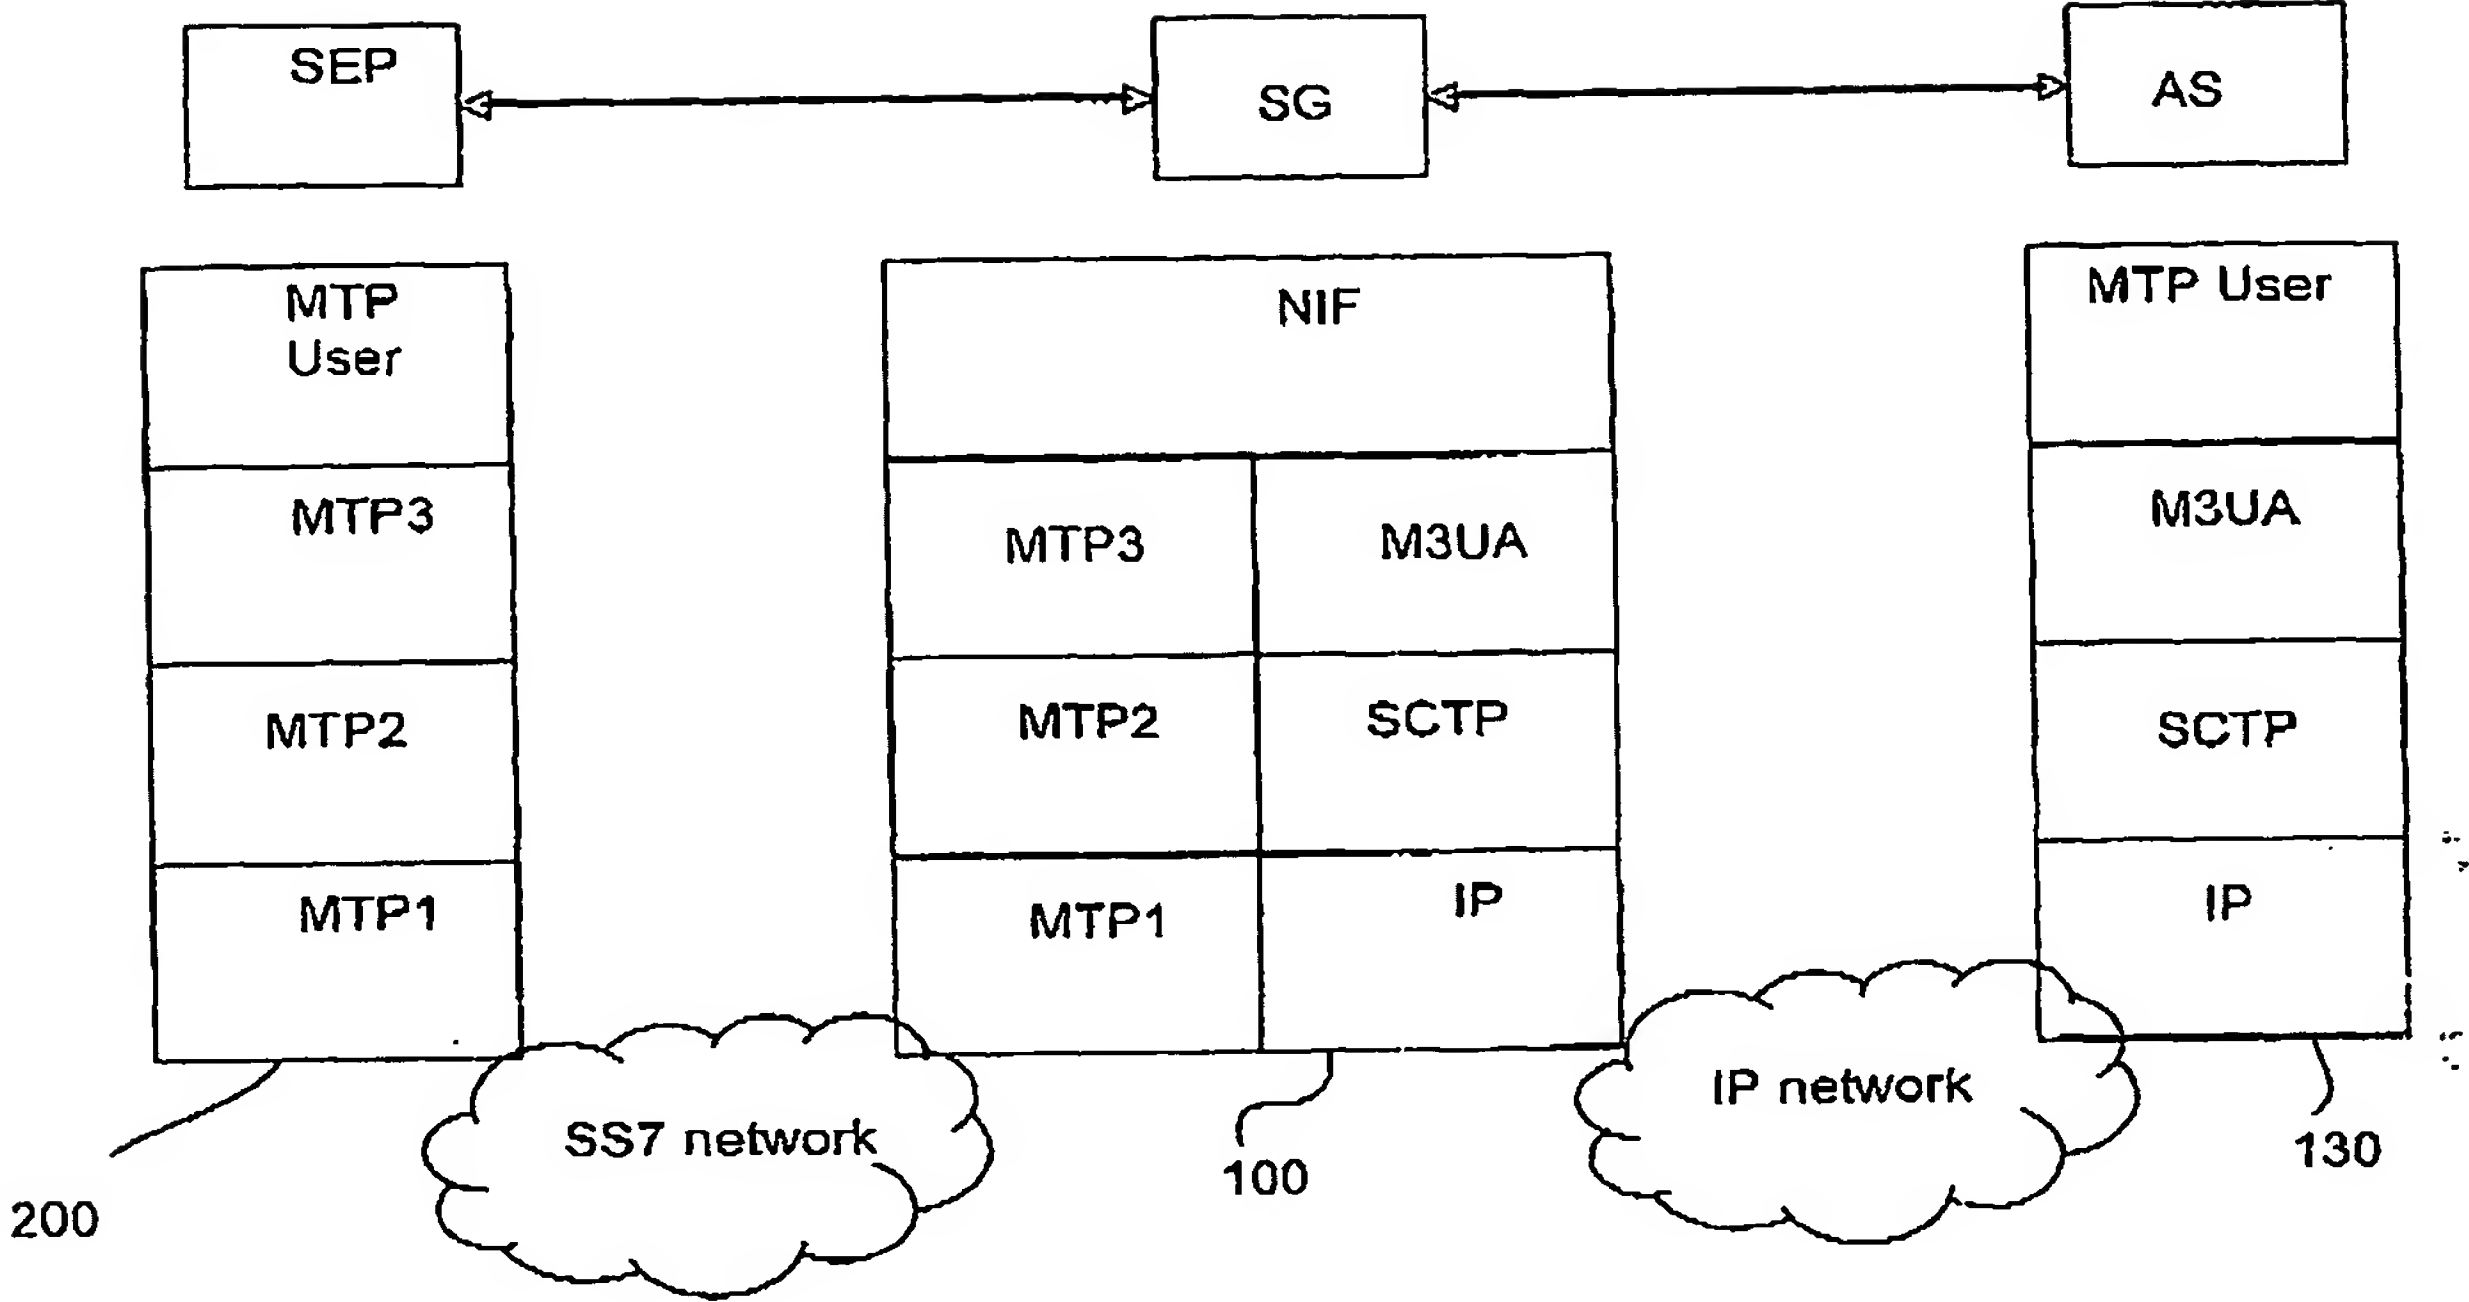 SEP
SG
AS
MTP
User
MTP3
MTP2
MTP1
NIF
MTP3
M3UA
MTP2
SCTP
MTP1
IP
MTP User
M3UA
SCTP
IP
SS7 network
IP network
200
100
130